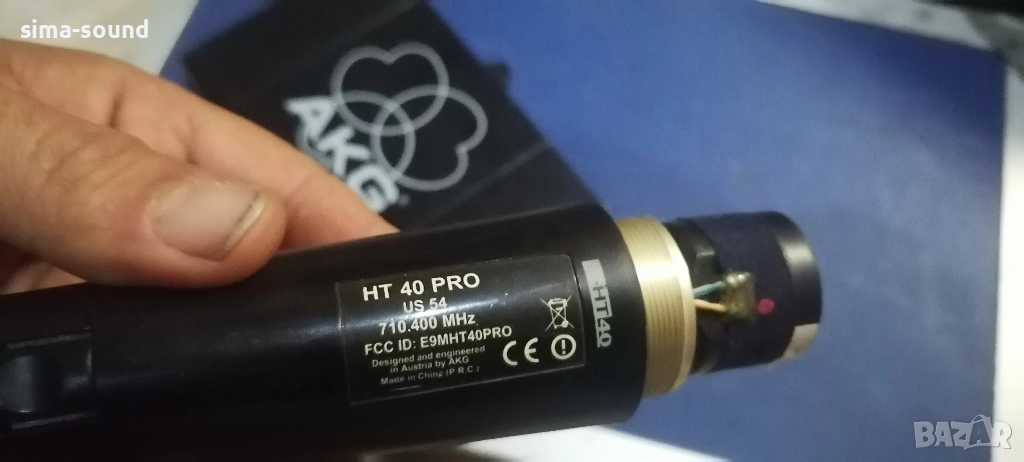 sima-sound
AKG
HT 40 PRO
US 54
710.400 MHz
FCC ID: E9MHT40PRO
Designed and engineered
in Austria by AKG
Made in China (P R C)
CE
HT40
BAZAR